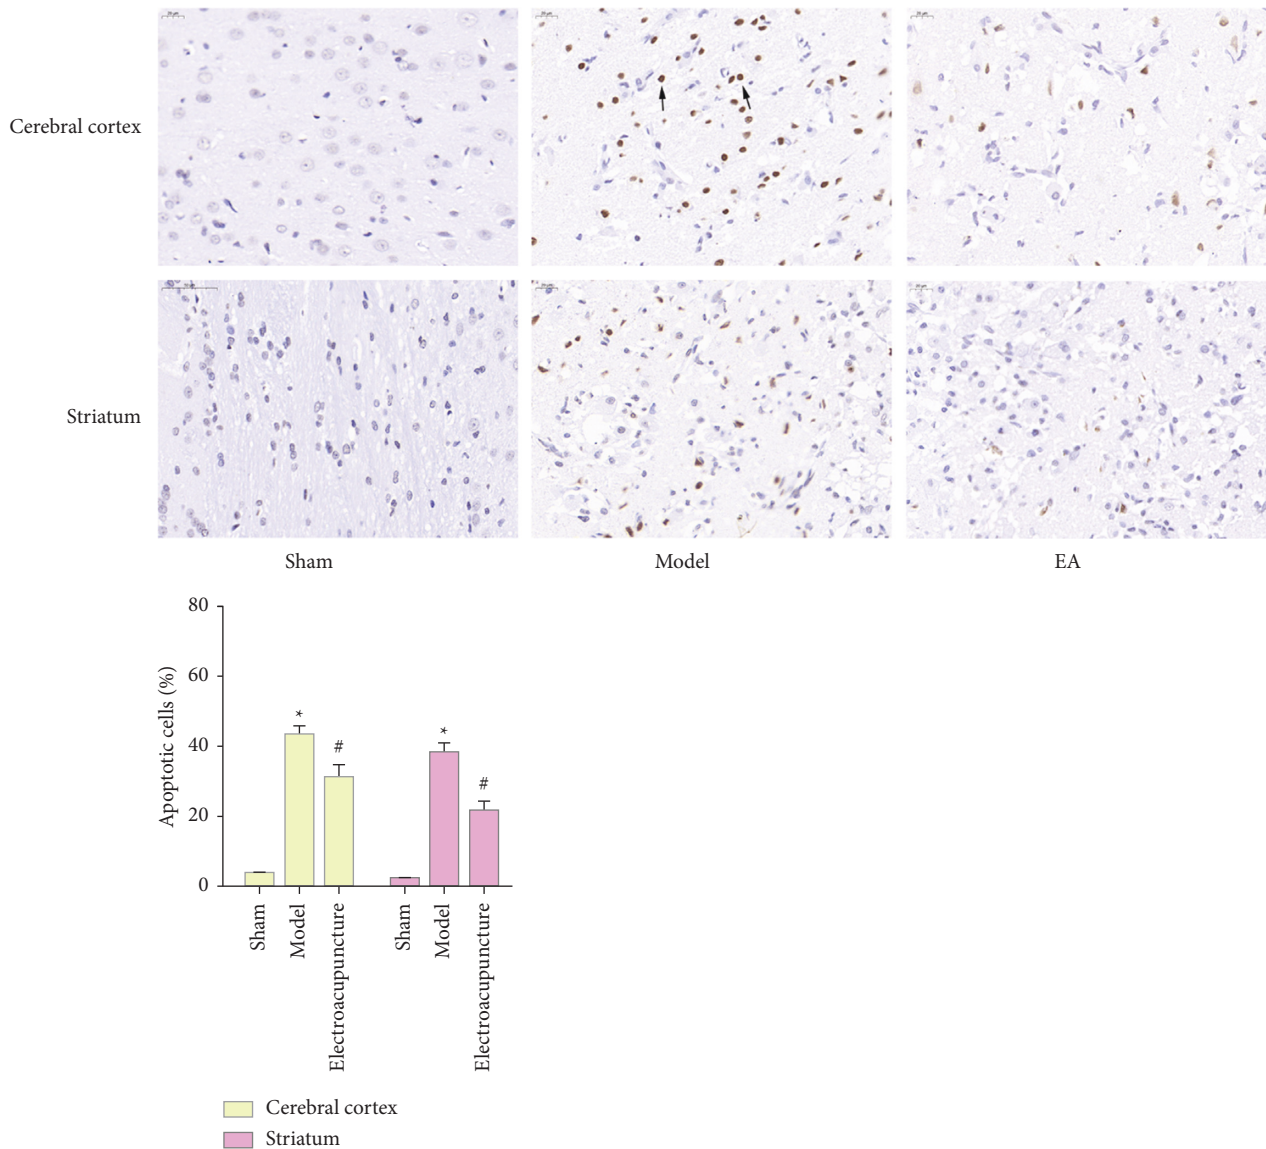 Cerebral cortex
Striatum
Sham
Model
EA
80
60
40
20
0
Apoptotic cells (%)
*
#
*
#
Sham
Model
Electroacupuncture
Sham
Model
Electroacupuncture
Cerebral cortex
Striatum